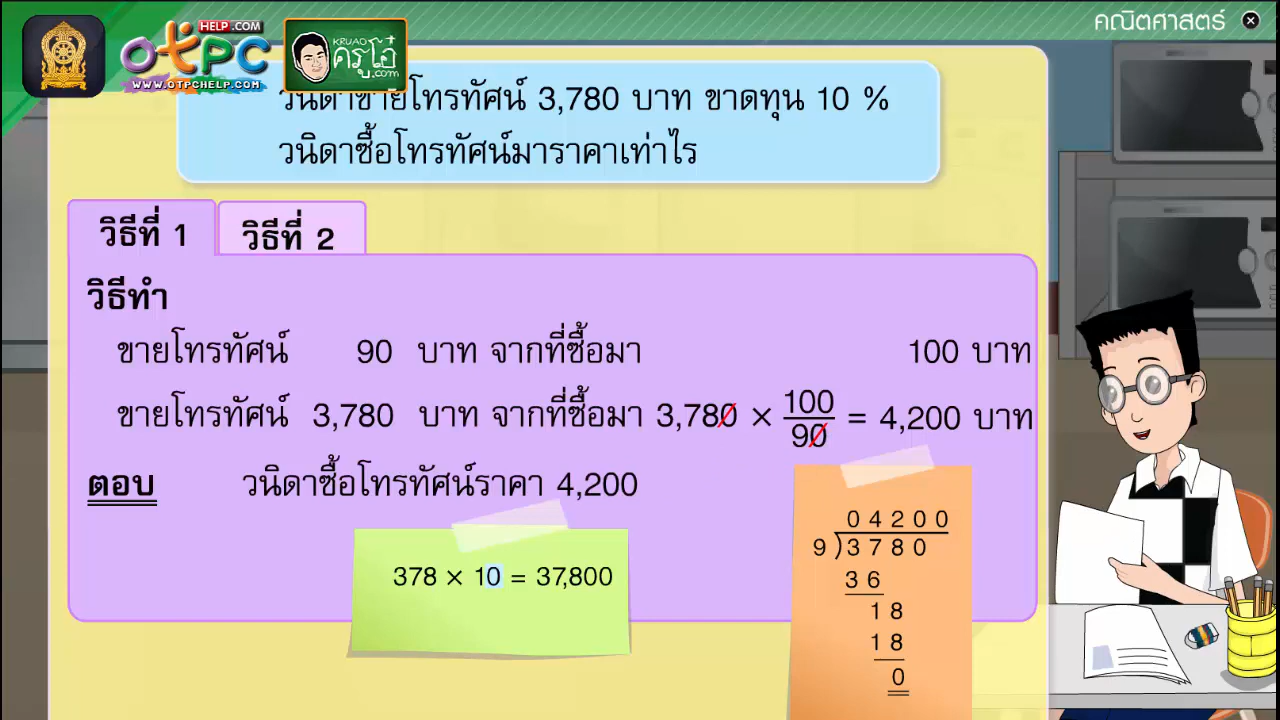 คณิตศาสตร์
HELP.COM
OTPC
WWW.OTPCHELP.COM
KRUAO
ครูโอ๋
.com
วนิดาขายโทรทัศน์ 3,780 บาท ขาดทุน 10 %
วนิดาซื้อโทรทัศน์มาราคาเท่าไร
วิธีที่ 1 วิธีที่ 2
วิธีทำ
ขายโทรทัศน์ 90 บาท จากที่ซื้อมา 100 บาท
ขายโทรทัศน์ 3,780 บาท จากที่ซื้อมา 3,780 × 100/90 = 4,200 บาท
ตอบ วนิดาซื้อโทรทัศน์ราคา 4,200
378 × 10 = 37,800
04200
9)3780
36
18
18
0